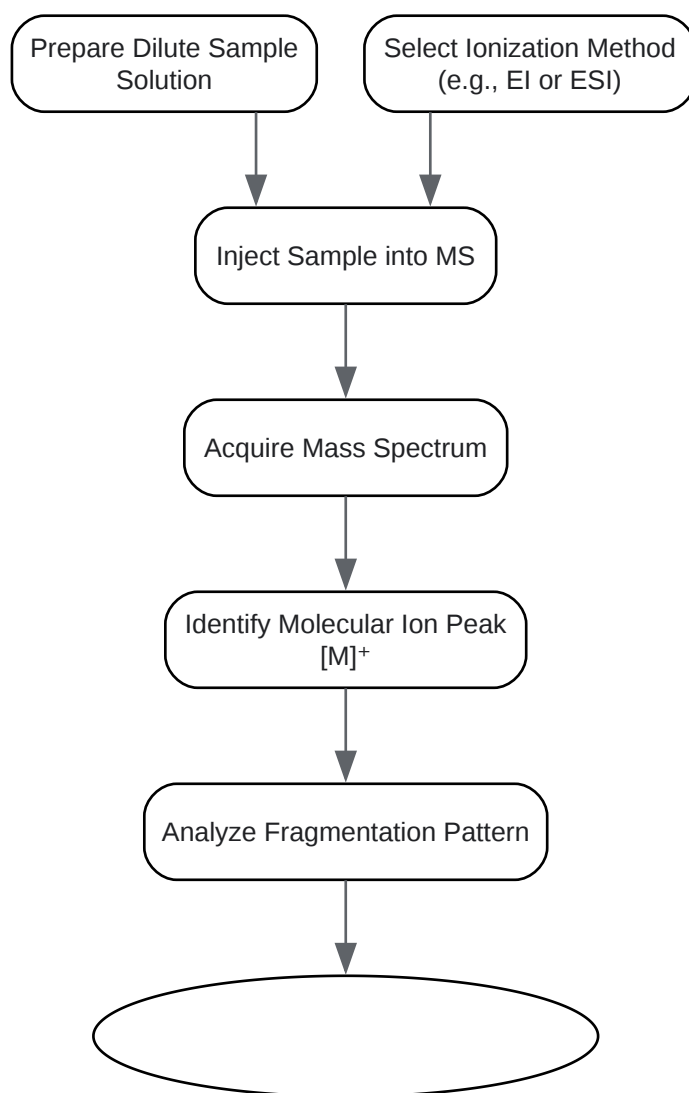 Prepare Dilute Sample
Solution
Select Ionization Method
(e.g., EI or ESI)
Inject Sample into MS
Acquire Mass Spectrum
Identify Molecular Ion Peak
[M]⁺
Analyze Fragmentation Pattern